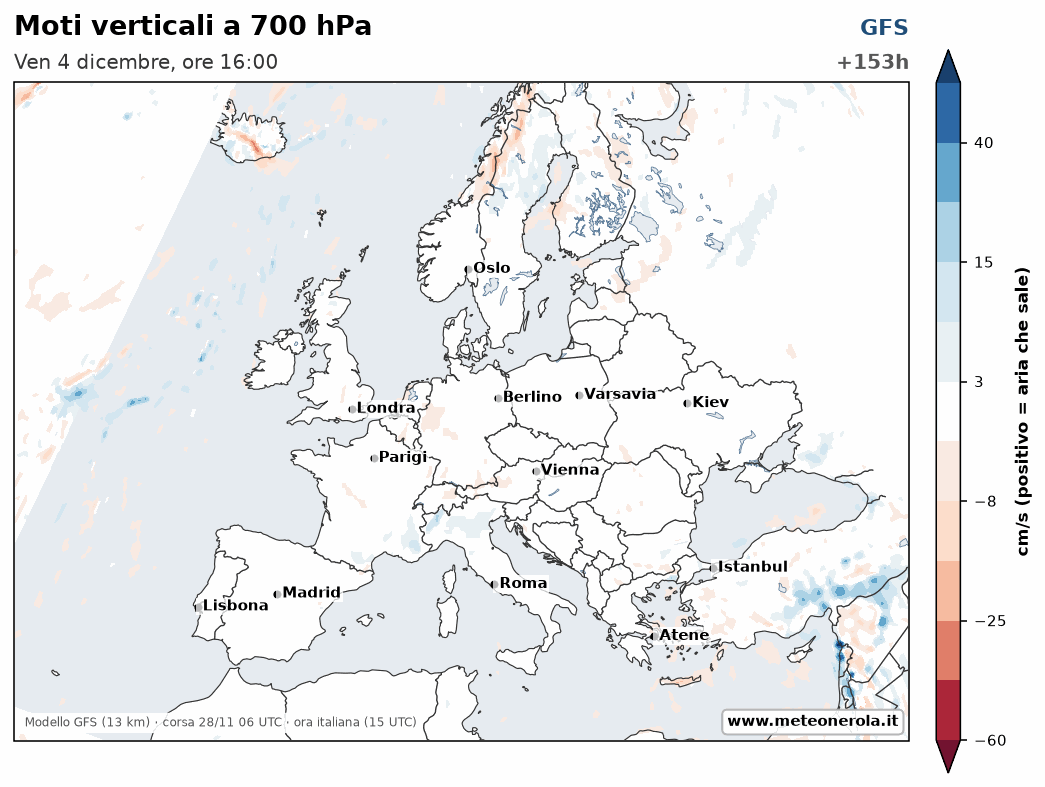 Moti verticali a 700 hPa
GFS
Ven 4 dicembre, ore 16:00
+153h
40
15
3
−8
−25
−60
cm/s (positivo = aria che sale)
Oslo
Berlino
Varsavia
Kiev
Londra
Parigi
Vienna
Istanbul
Roma
Madrid
Lisbona
Atene
Modello GFS (13 km) · corsa 28/11 06 UTC · ora italiana (15 UTC)
www.meteonerola.it